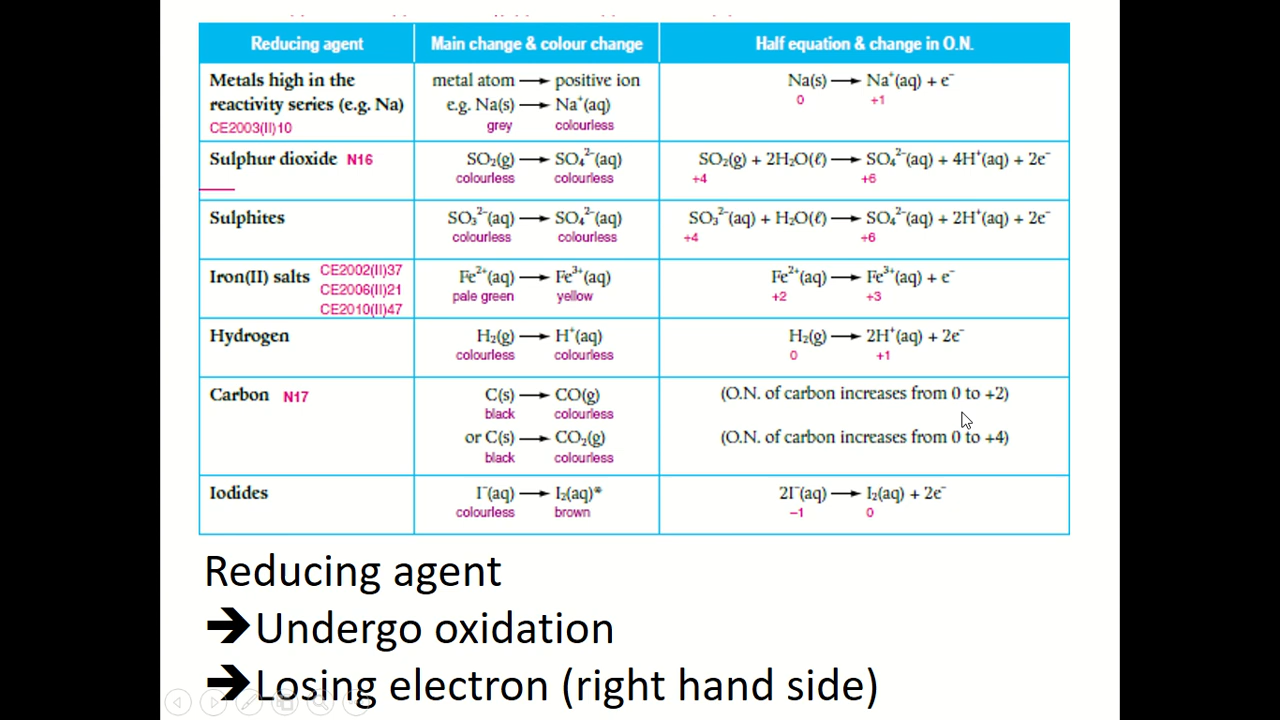 Reducing agent Main change & colour change Half equation & change in O.N.
Metals high in the
reactivity series (e.g. Na)
CE2003(II)10
metal atom → positive ion
e.g. Na(s) → Na⁺(aq)
grey colourless
Na(s) → Na⁺(aq) + e⁻
0 +1
Sulphur dioxide N16
SO₂(g) → SO₄²⁻(aq)
colourless colourless
SO₂(g) + 2H₂O(ℓ) → SO₄²⁻(aq) + 4H⁺(aq) + 2e⁻
+4 +6
Sulphites
SO₃²⁻(aq) → SO₄²⁻(aq)
colourless colourless
SO₃²⁻(aq) + H₂O(ℓ) → SO₄²⁻(aq) + 2H⁺(aq) + 2e⁻
+4 +6
Iron(II) salts
CE2002(II)37
CE2006(II)21
CE2010(II)47
Fe²⁺(aq) → Fe³⁺(aq)
pale green yellow
Fe²⁺(aq) → Fe³⁺(aq) + e⁻
+2 +3
Hydrogen
H₂(g) → H⁺(aq)
colourless colourless
H₂(g) → 2H⁺(aq) + 2e⁻
0 +1
Carbon N17
C(s) → CO(g)
black colourless
or C(s) → CO₂(g)
black colourless
(O.N. of carbon increases from 0 to +2)
(O.N. of carbon increases from 0 to +4)
Iodides
I⁻(aq) → I₂(aq)*
colourless brown
2I⁻(aq) → I₂(aq) + 2e⁻
–1 0
Reducing agent
➔Undergo oxidation
➔Losing electron (right hand side)